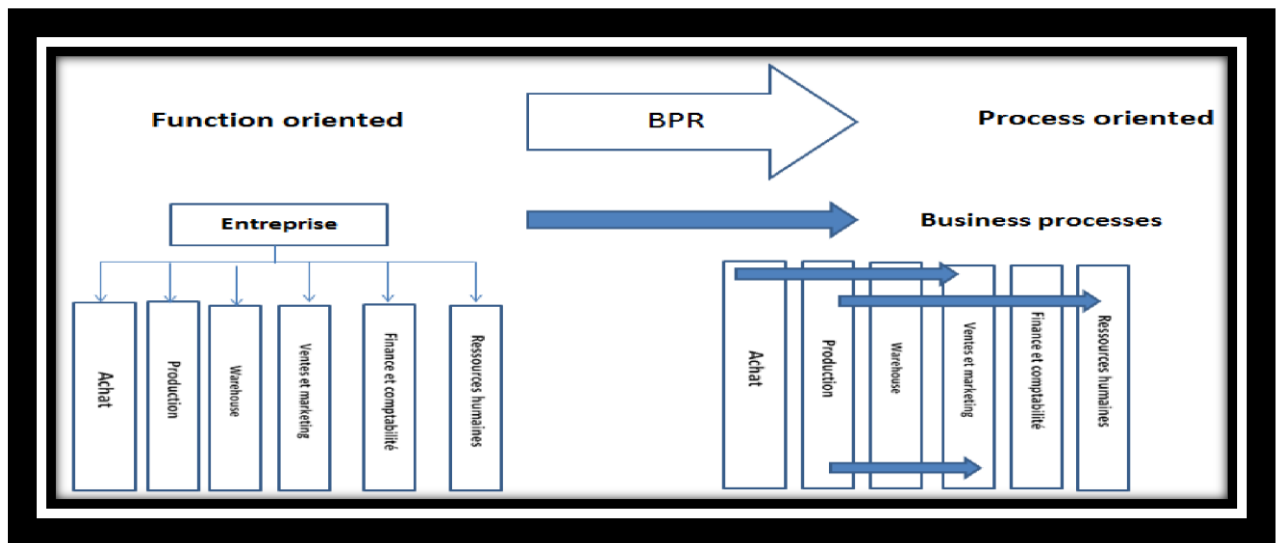 Function oriented
BPR
Process oriented
Entreprise
Business processes
Achat
Production
Warehouse
Ventes et marketing
Finance et comptabilité
Ressources humaines
Achat
Production
Warehouse
Ventes et marketing
Finance et comptabilité
Ressources humaines